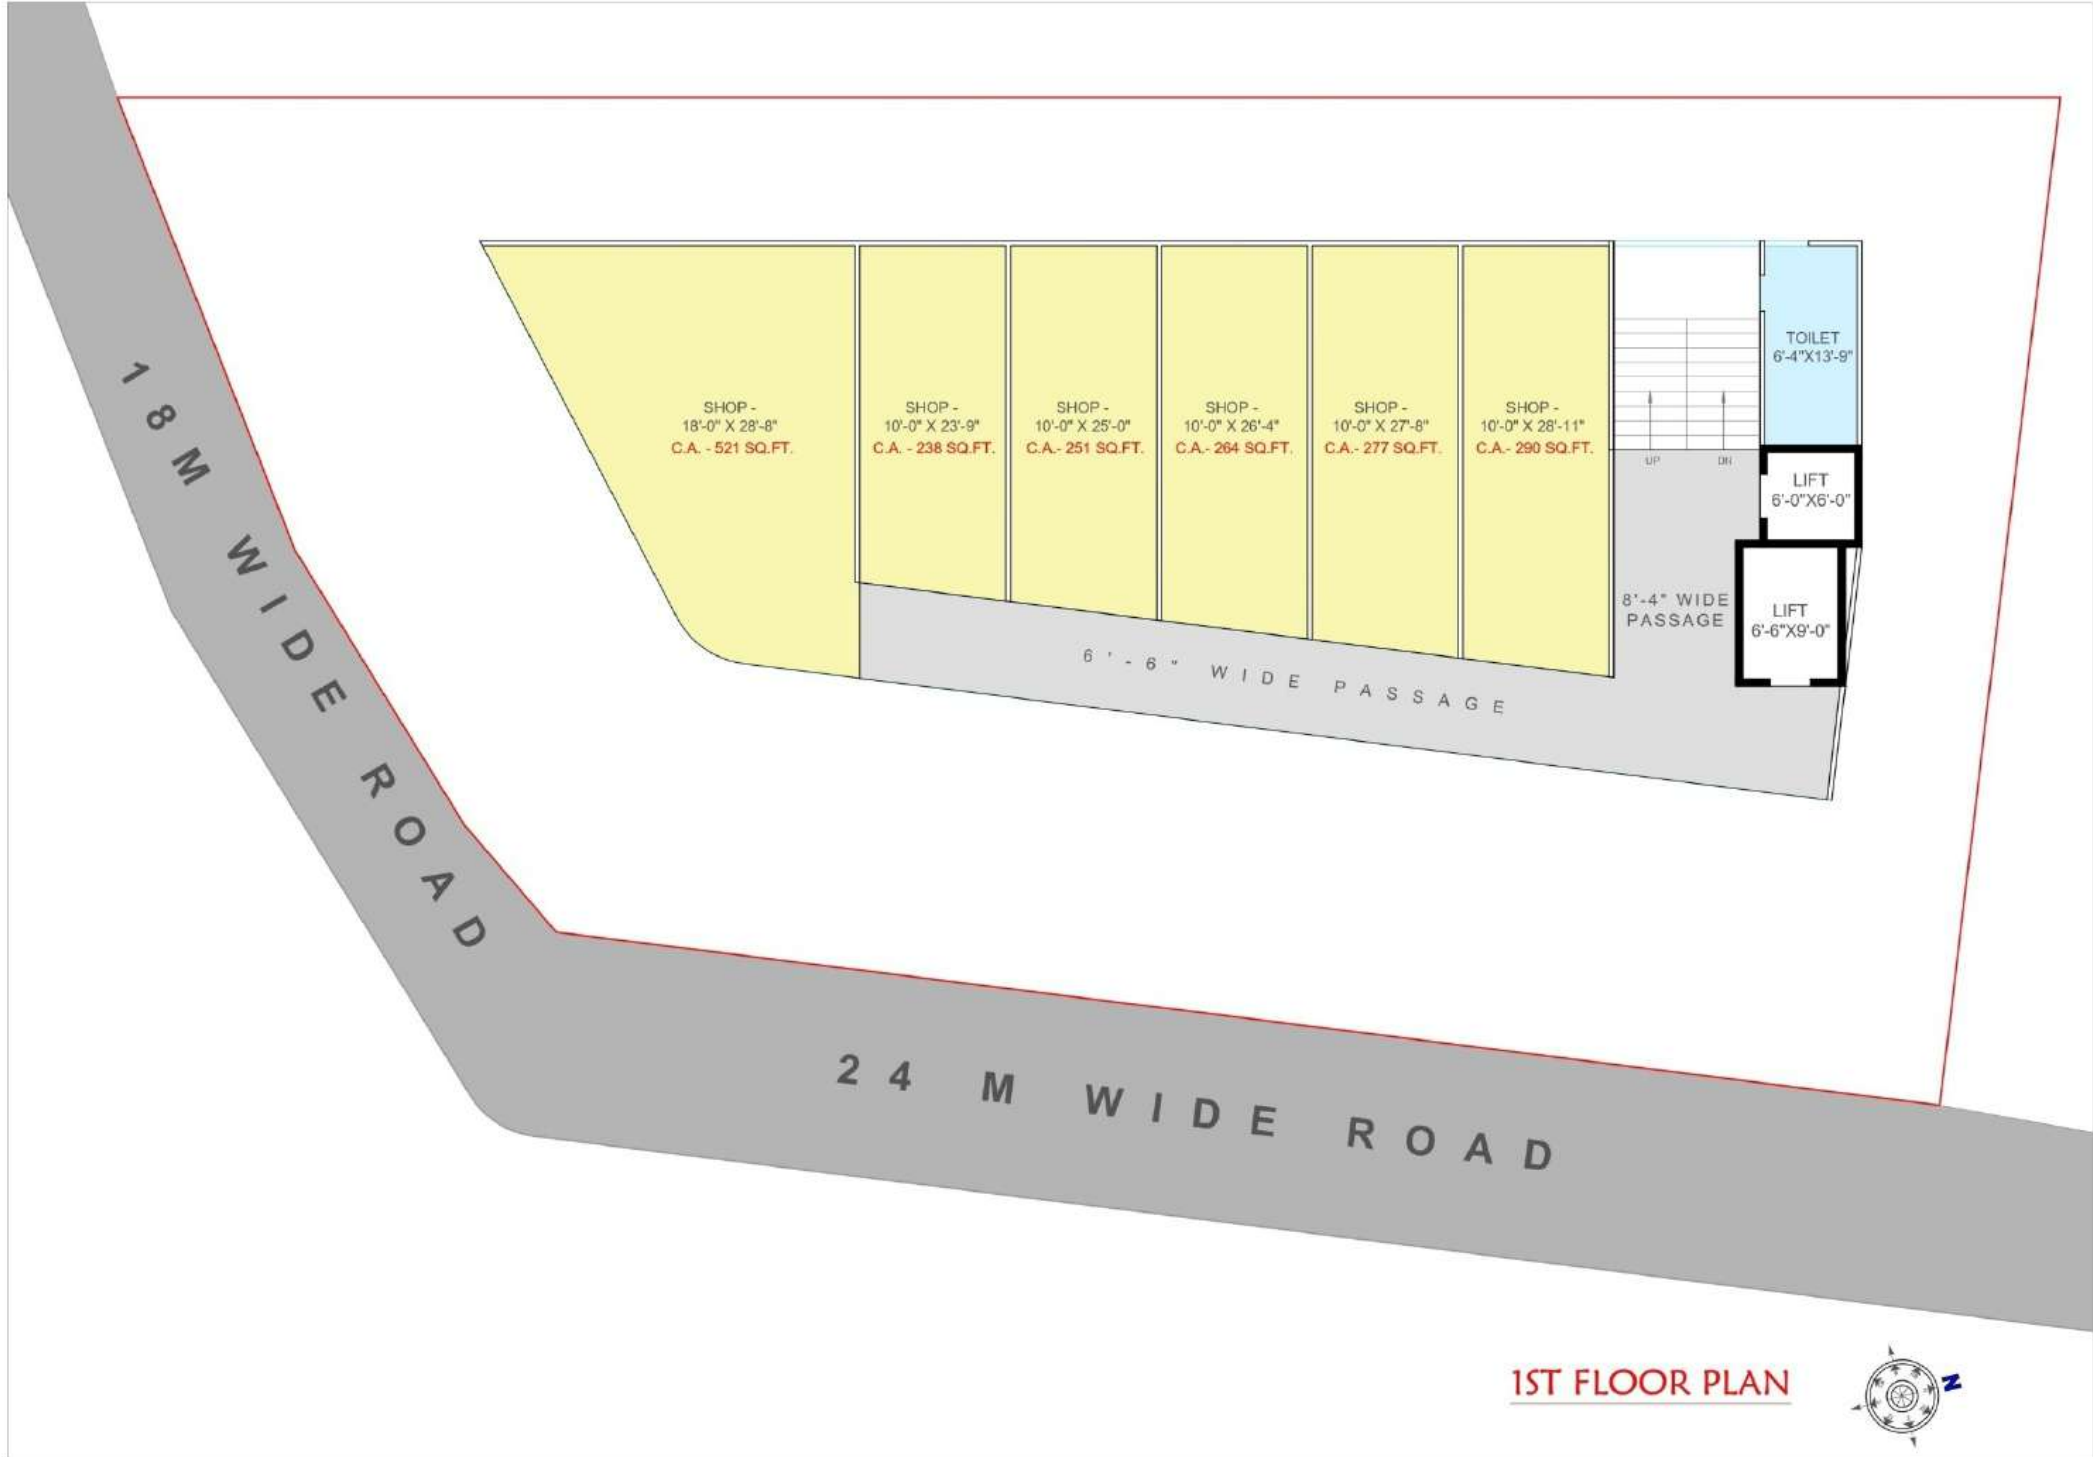 18M WIDE ROAD
SHOP -
18'-0" X 28'-8"
C.A. - 521 SQ.FT.
SHOP -
10'-0" X 23'-9"
C.A. - 238 SQ.FT.
SHOP -
10'-0" X 25'-0"
C.A.- 251 SQ.FT.
SHOP -
10'-0" X 26'-4"
C.A.- 264 SQ.FT.
SHOP -
10'-0" X 27'-8"
C.A.- 277 SQ.FT.
SHOP -
10'-0" X 28'-11"
C.A.- 290 SQ.FT.
UP
DN
TOILET
6'-4"X13'-9"
LIFT
6'-0"X6'-0"
8'-4" WIDE
PASSAGE
LIFT
6'-6"X9'-0"
6'-6" WIDE PASSAGE
24 M WIDE ROAD
1ST FLOOR PLAN
N